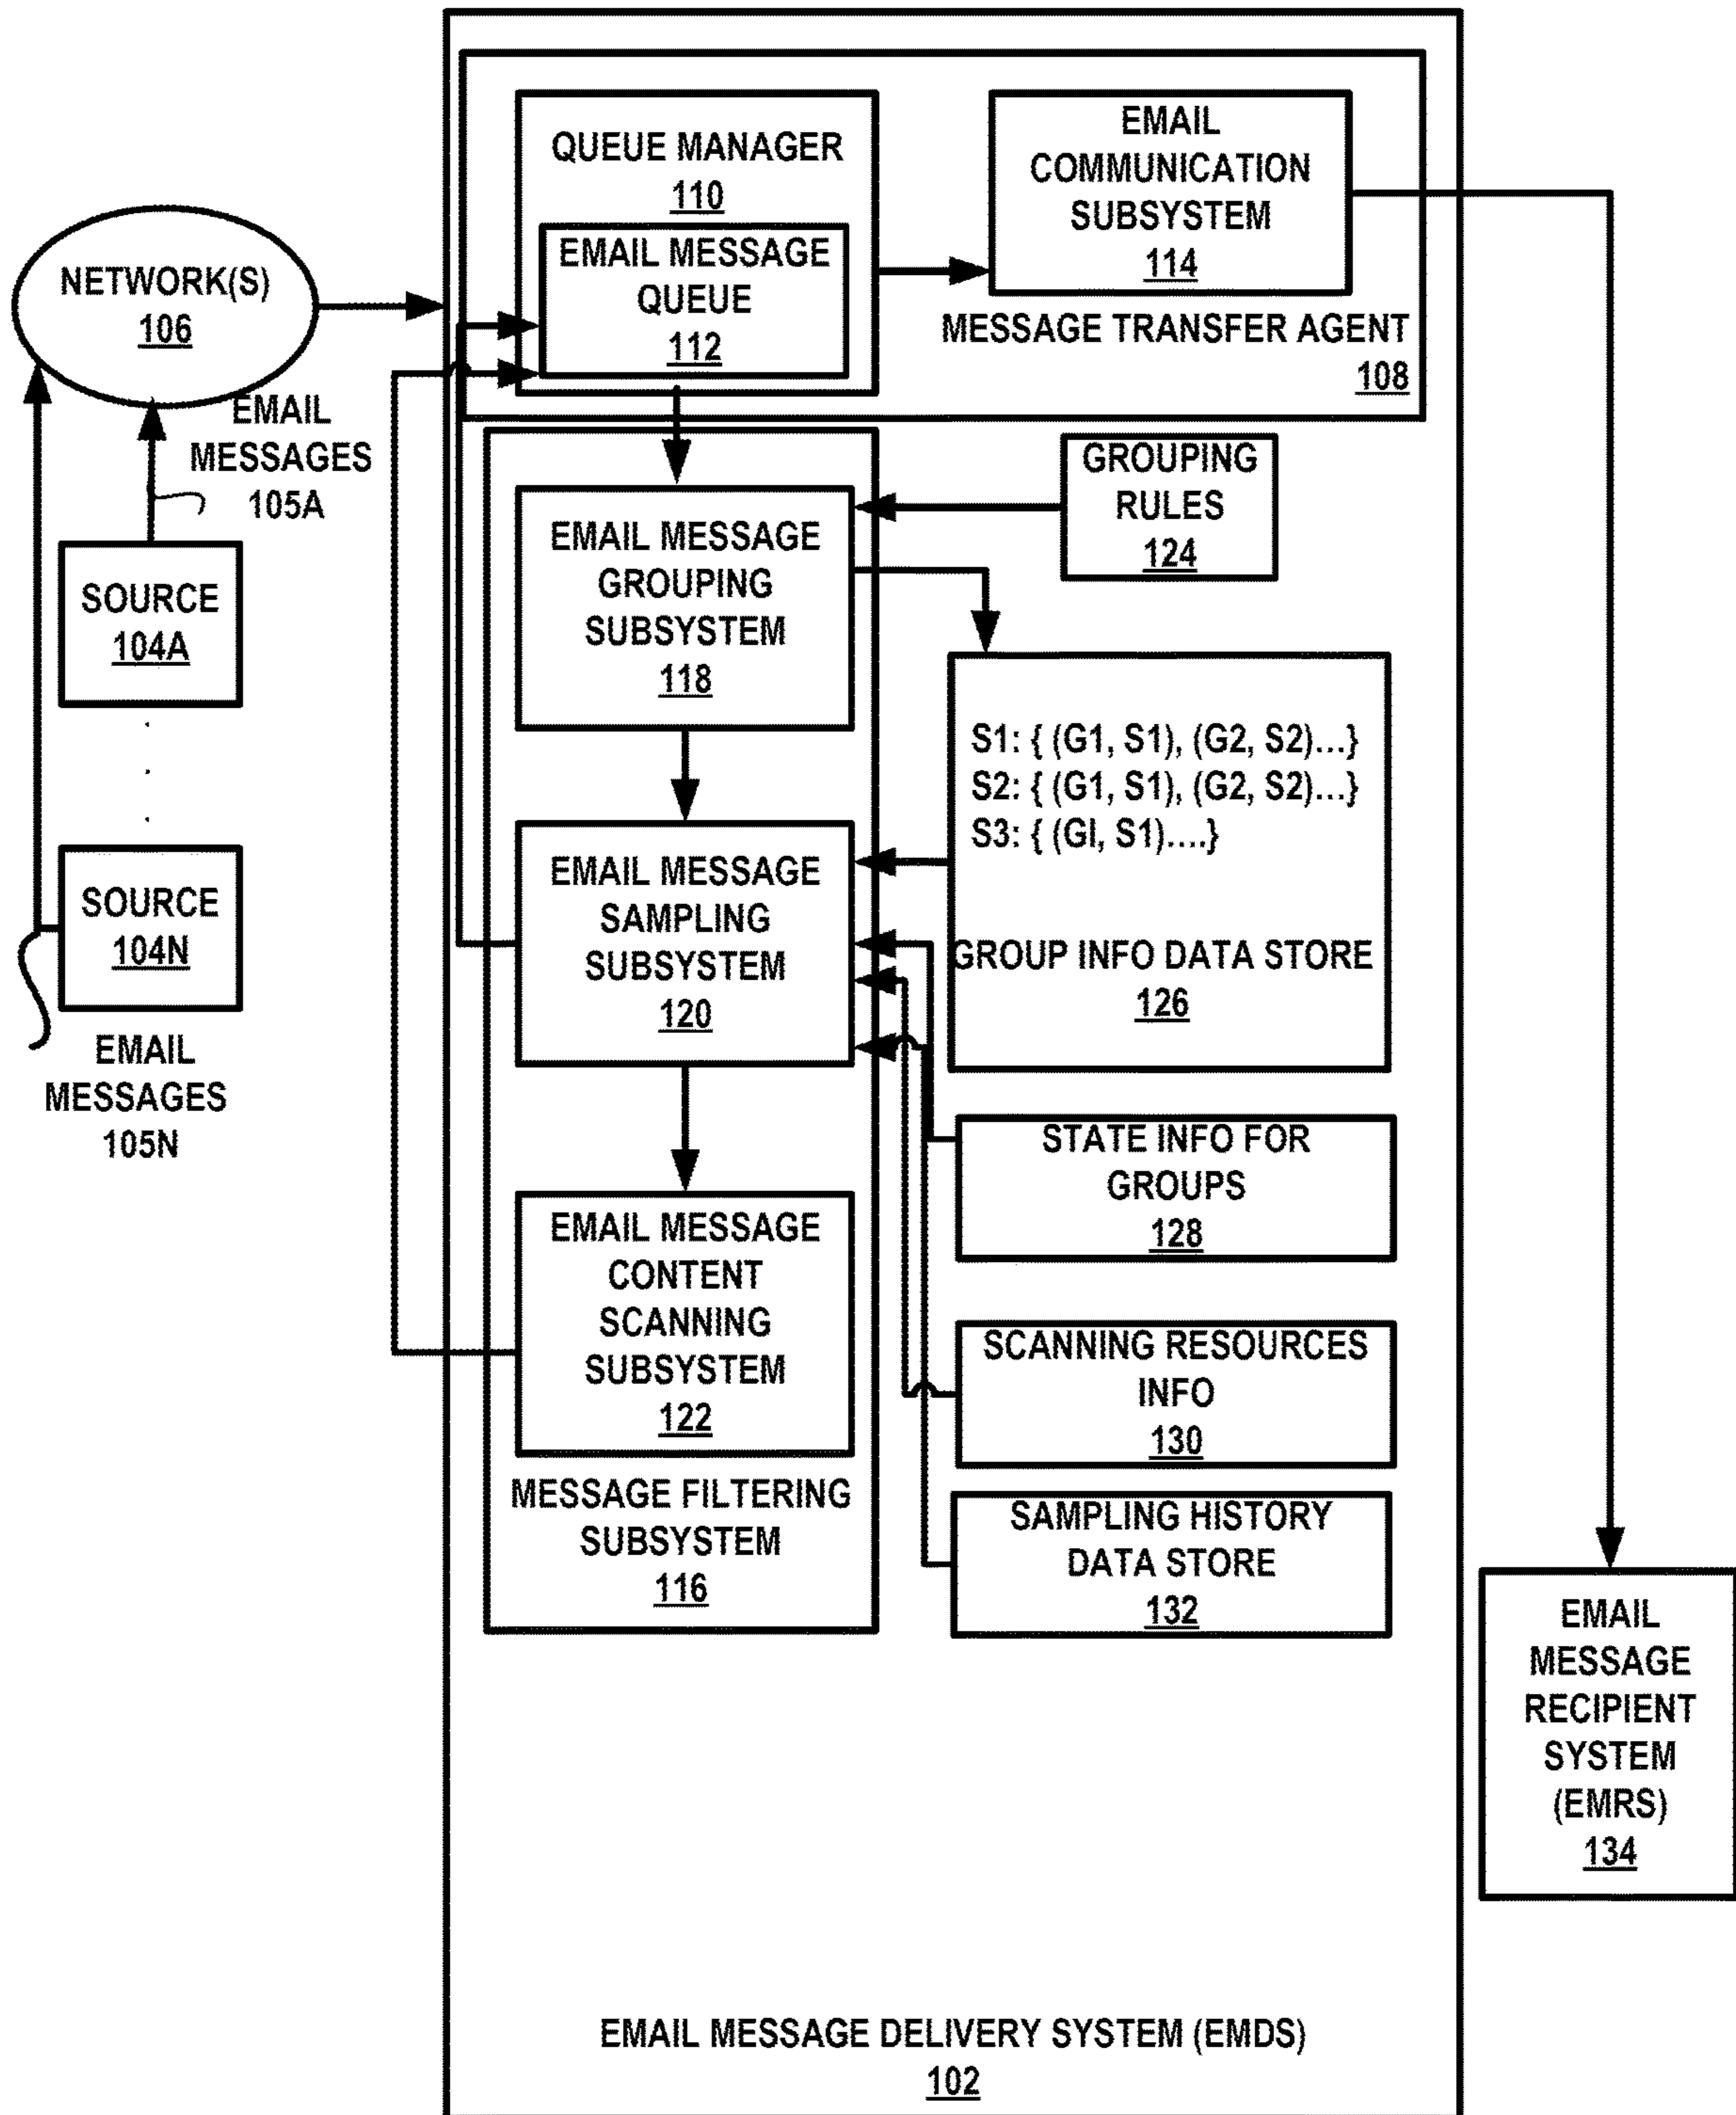 QUEUE MANAGER
110
EMAIL MESSAGE
QUEUE
112
EMAIL
COMMUNICATION
SUBSYSTEM
114
MESSAGE TRANSFER AGENT
108
NETWORK(S)
106
EMAIL
MESSAGES
105A
SOURCE
104A
SOURCE
104N
EMAIL
MESSAGES
105N
EMAIL MESSAGE
GROUPING
SUBSYSTEM
118
GROUPING
RULES
124
S1: { (G1, S1), (G2, S2)...}
S2: { (G1, S1), (G2, S2)...}
S3: { (GI, S1)....}
GROUP INFO DATA STORE
126
EMAIL MESSAGE
SAMPLING
SUBSYSTEM
120
STATE INFO FOR
GROUPS
128
EMAIL MESSAGE
CONTENT
SCANNING
SUBSYSTEM
122
SCANNING RESOURCES
INFO
130
MESSAGE FILTERING
SUBSYSTEM
116
SAMPLING HISTORY
DATA STORE
132
EMAIL
MESSAGE
RECIPIENT
SYSTEM
(EMRS)
134
EMAIL MESSAGE DELIVERY SYSTEM (EMDS)
102